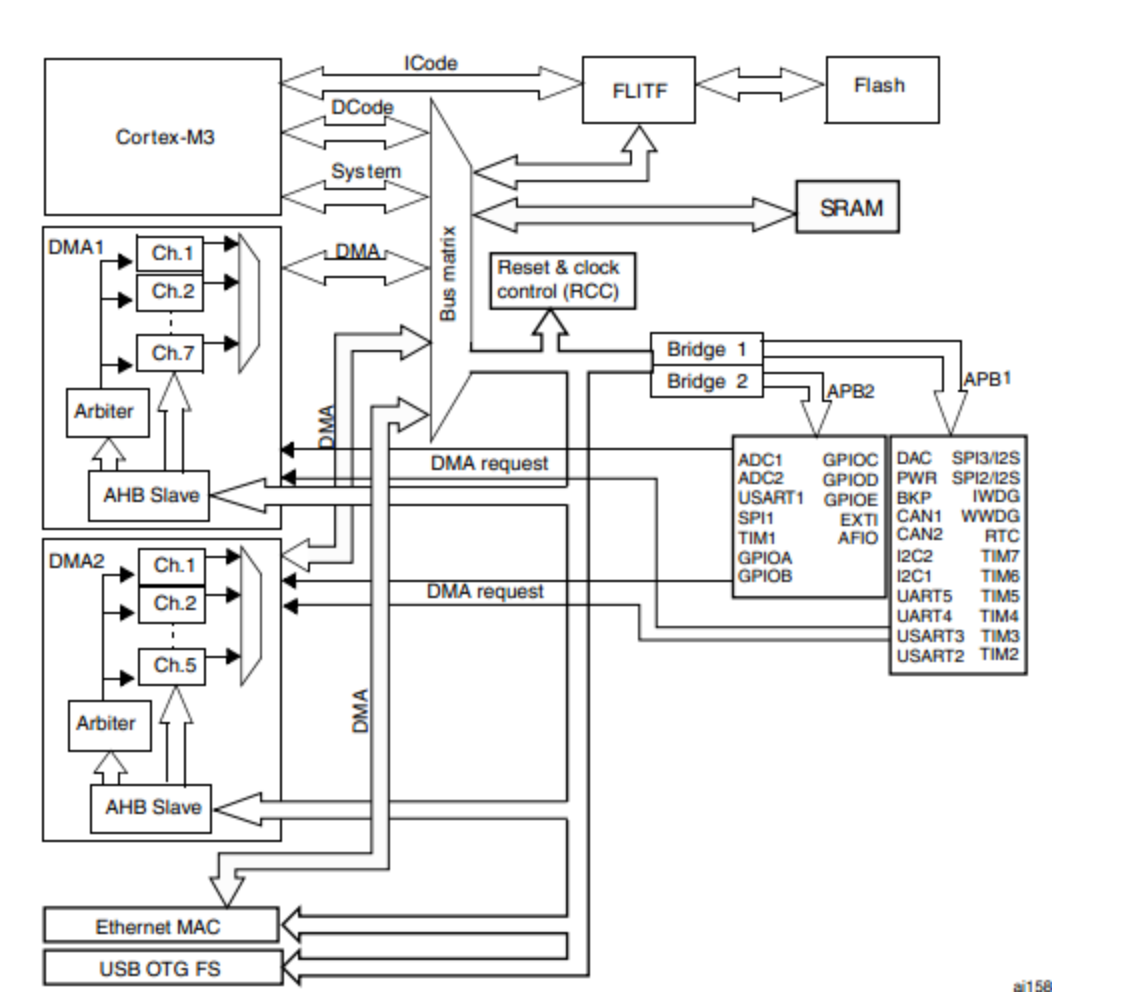 ICode
FLITF
Flash
Cortex-M3
DCode
System
SRAM
DMA1
Ch.1
Ch.2
Ch.7
Arbiter
AHB Slave
DMA
Bus matrix
Reset & clock
control (RCC)
Bridge 1
Bridge 2
APB2
APB1
DMA
DMA request
ADC1 GPIOC
ADC2 GPIOD
USART1 GPIOE
SPI1 EXTI
TIM1 AFIO
GPIOA
GPIOB
DAC SPI3/I2S
PWR SPI2/I2S
BKP IWDG
CAN1 WWDG
CAN2 RTC
I2C2 TIM7
I2C1 TIM6
UART5 TIM5
UART4 TIM4
USART3 TIM3
USART2 TIM2
DMA2
Ch.1
Ch.2
Ch.5
Arbiter
AHB Slave
DMA request
DMA
Ethernet MAC
USB OTG FS
ai158